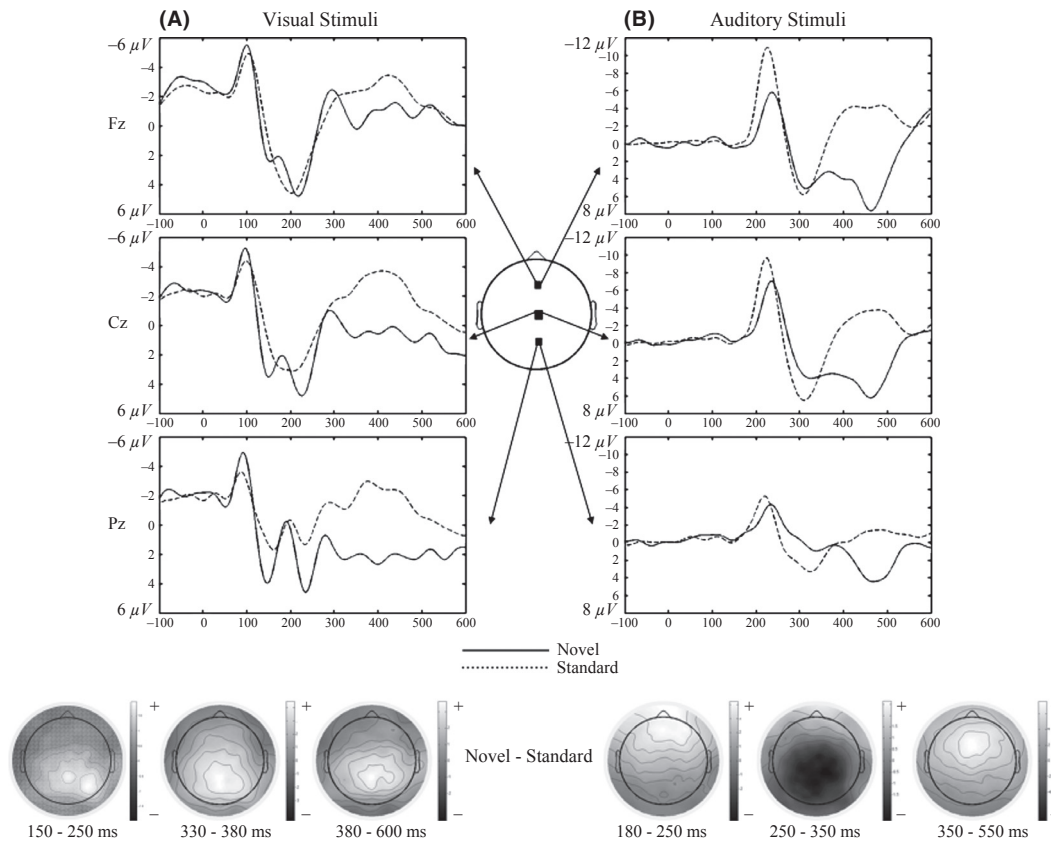 (A) Visual Stimuli
(B) Auditory Stimuli
Fz
–6 μV
–4
–2
0
2
4
6 μV
–100 0 100 200 300 400 500 600
Cz
–6 μV
–4
–2
0
2
4
6 μV
–100 0 100 200 300 400 500 600
Pz
–6 μV
–4
–2
0
2
4
6 μV
–100 0 100 200 300 400 500 600
–12 μV
–10
–8
–6
–4
–2
0
2
4
6
8 μV
–100 0 100 200 300 400 500 600
–12 μV
–10
–8
–6
–4
–2
0
2
4
6
8 μV
–100 0 100 200 300 400 500 600
–12 μV
–10
–8
–6
–4
–2
0
2
4
6
8 μV
–100 0 100 200 300 400 500 600
Novel
Standard
+
–
150 - 250 ms
+
–
330 - 380 ms
+
–
380 - 600 ms
Novel - Standard
+
–
180 - 250 ms
+
–
250 - 350 ms
+
–
350 - 550 ms